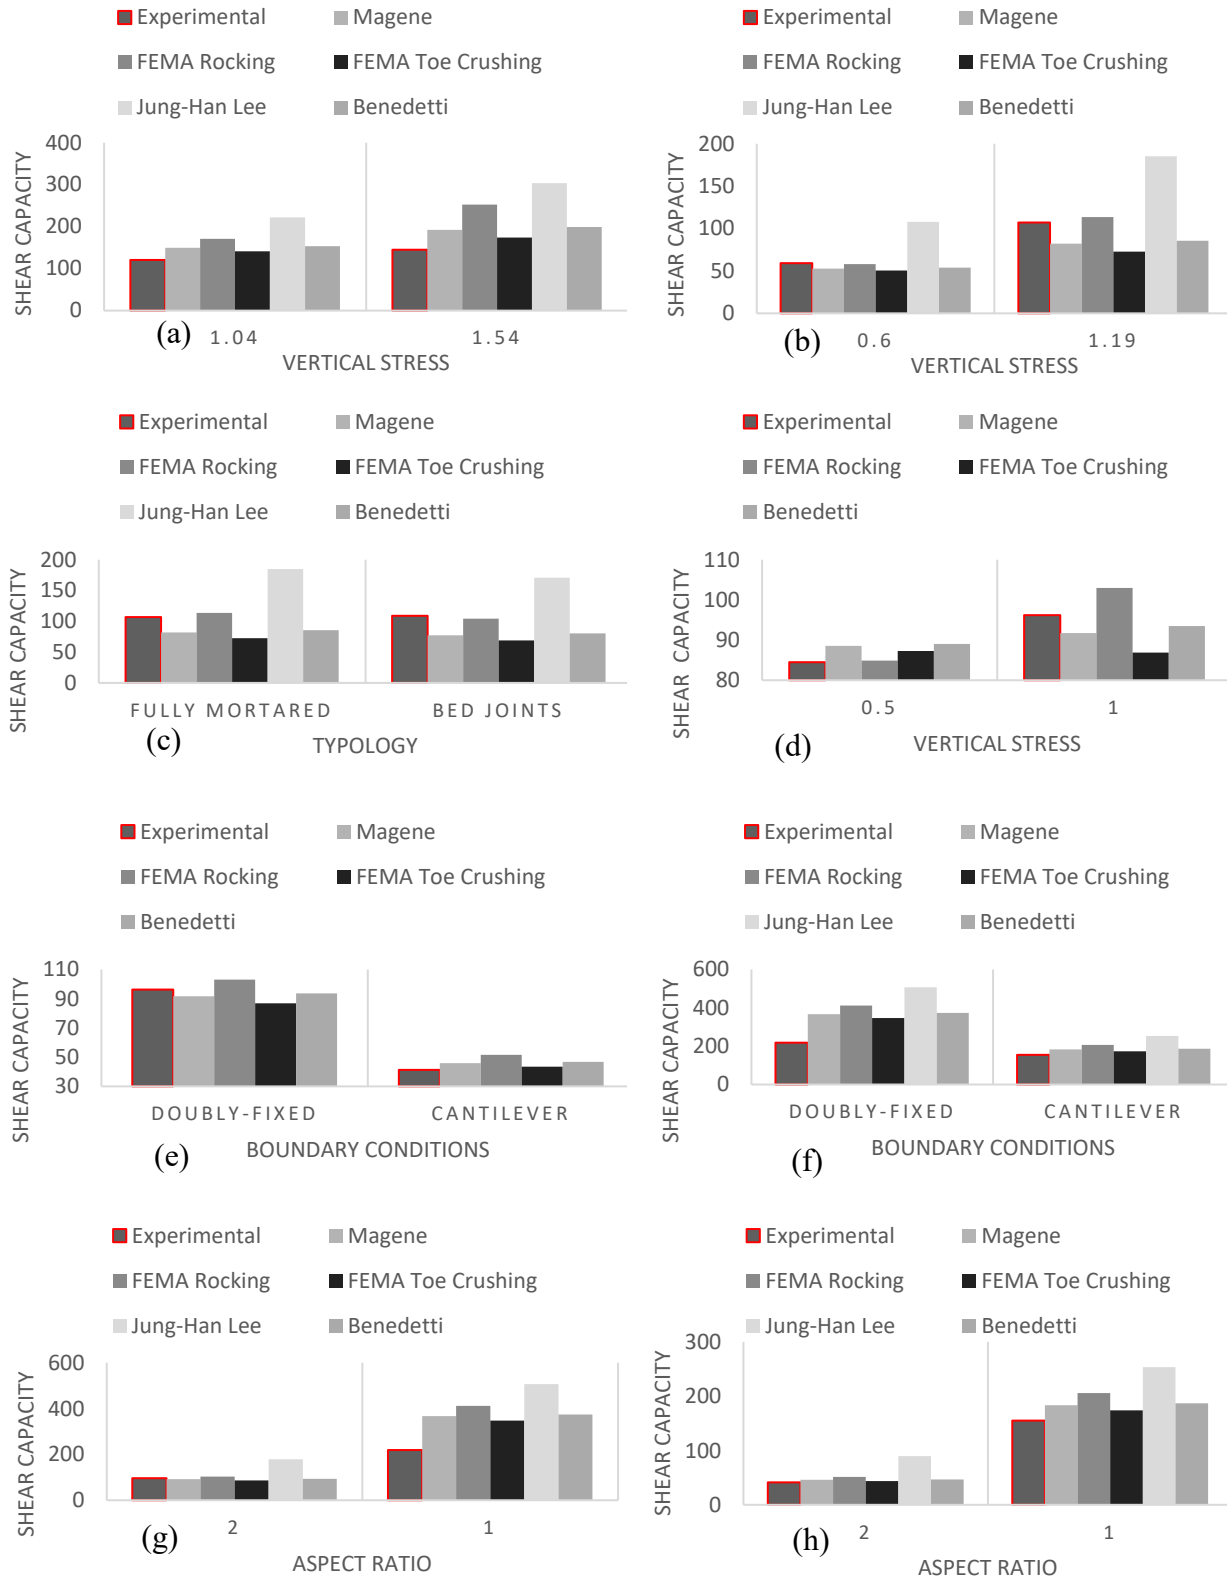 Experimental
Magene
FEMA Rocking
FEMA Toe Crushing
Jung-Han Lee
Benedetti
SHEAR CAPACITY
400
300
200
100
0
1.04
1.54
(a)
VERTICAL STRESS
Experimental
Magene
FEMA Rocking
FEMA Toe Crushing
Jung-Han Lee
Benedetti
SHEAR CAPACITY
200
150
100
50
0
0.6
1.19
(b)
VERTICAL STRESS
Experimental
Magene
FEMA Rocking
FEMA Toe Crushing
Jung-Han Lee
Benedetti
SHEAR CAPACITY
200
150
100
50
0
FULLY MORTARED
BED JOINTS
(c)
TYPOLOGY
Experimental
Magene
FEMA Rocking
FEMA Toe Crushing
Benedetti
SHEAR CAPACITY
110
100
90
80
0.5
1
(d)
VERTICAL STRESS
Experimental
Magene
FEMA Rocking
FEMA Toe Crushing
Benedetti
SHEAR CAPACITY
110
90
70
50
30
DOUBLY-FIXED
CANTILEVER
(e)
BOUNDARY CONDITIONS
Experimental
Magene
FEMA Rocking
FEMA Toe Crushing
Jung-Han Lee
Benedetti
SHEAR CAPACITY
600
400
200
0
DOUBLY-FIXED
CANTILEVER
(f)
BOUNDARY CONDITIONS
Experimental
Magene
FEMA Rocking
FEMA Toe Crushing
Jung-Han Lee
Benedetti
SHEAR CAPACITY
600
400
200
0
2
1
(g)
ASPECT RATIO
Experimental
Magene
FEMA Rocking
FEMA Toe Crushing
Jung-Han Lee
Benedetti
SHEAR CAPACITY
300
200
100
0
2
1
(h)
ASPECT RATIO